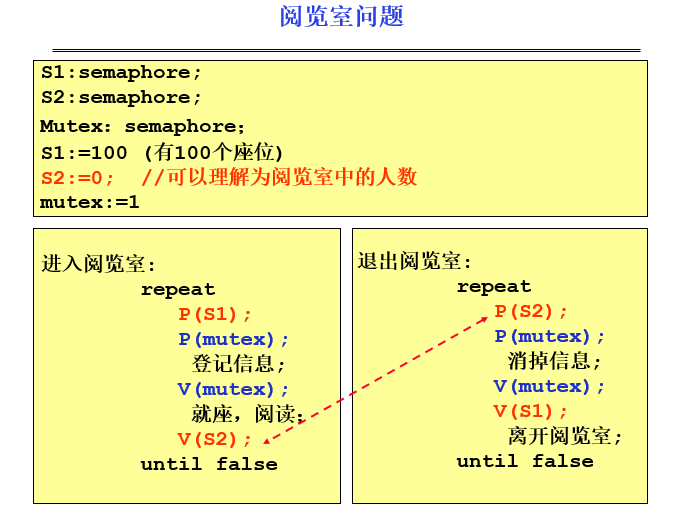 阅览室问题
S1:semaphore;
S2:semaphore;
Mutex: semaphore;
S1:=100 (有100个座位)
S2:=0; //可以理解为阅览室中的人数
mutex:=1
进入阅览室:
repeat
P(S1);
P(mutex);
登记信息;
V(mutex);
就座，阅读;
V(S2);
until false
退出阅览室:
repeat
P(S2);
P(mutex);
消掉信息;
V(mutex);
V(S1);
离开阅览室;
until false